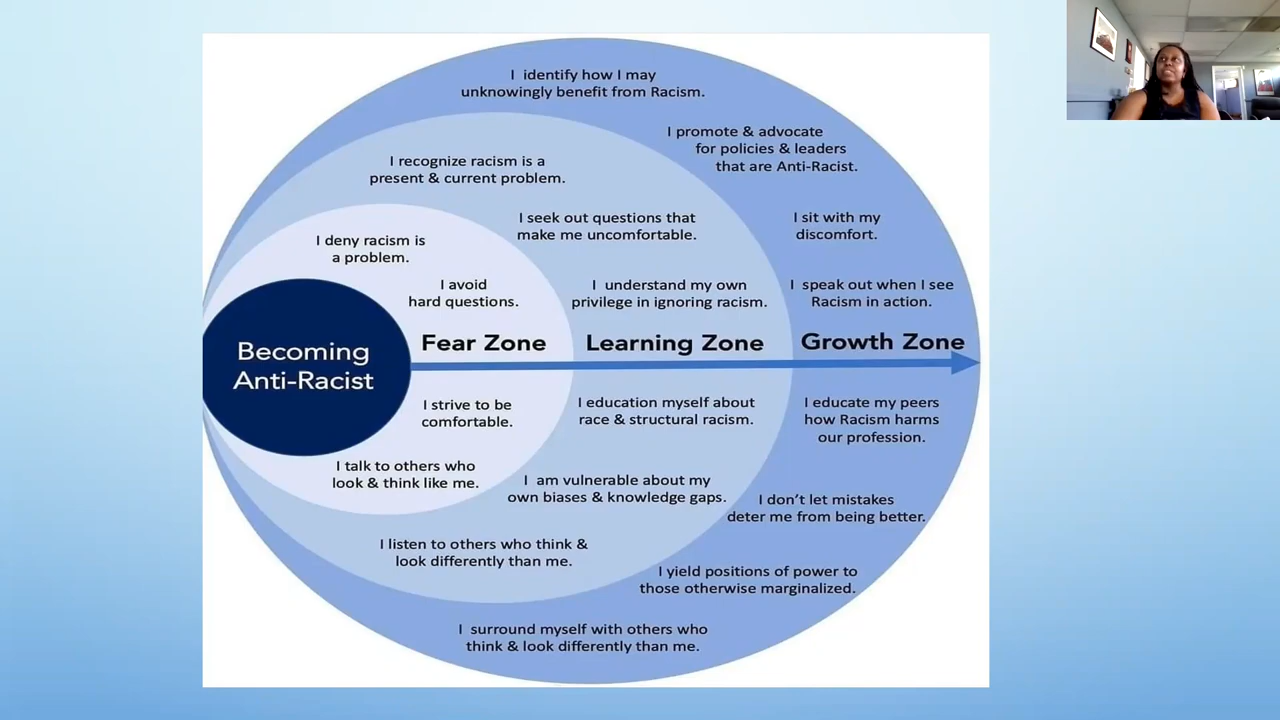 I identify how I may
unknowingly benefit from Racism.
I promote & advocate
for policies & leaders
that are Anti-Racist.
I recognize racism is a
present & current problem.
I seek out questions that
make me uncomfortable.
I sit with my
discomfort.
I deny racism is
a problem.
I avoid
hard questions.
I understand my own
privilege in ignoring racism.
I speak out when I see
Racism in action.
Becoming
Anti-Racist
Fear Zone
Learning Zone
Growth Zone
I strive to be
comfortable.
I education myself about
race & structural racism.
I educate my peers
how Racism harms
our profession.
I talk to others who
look & think like me.
I am vulnerable about my
own biases & knowledge gaps.
I don't let mistakes
deter me from being better.
I listen to others who think &
look differently than me.
I yield positions of power to
those otherwise marginalized.
I surround myself with others who
think & look differently than me.